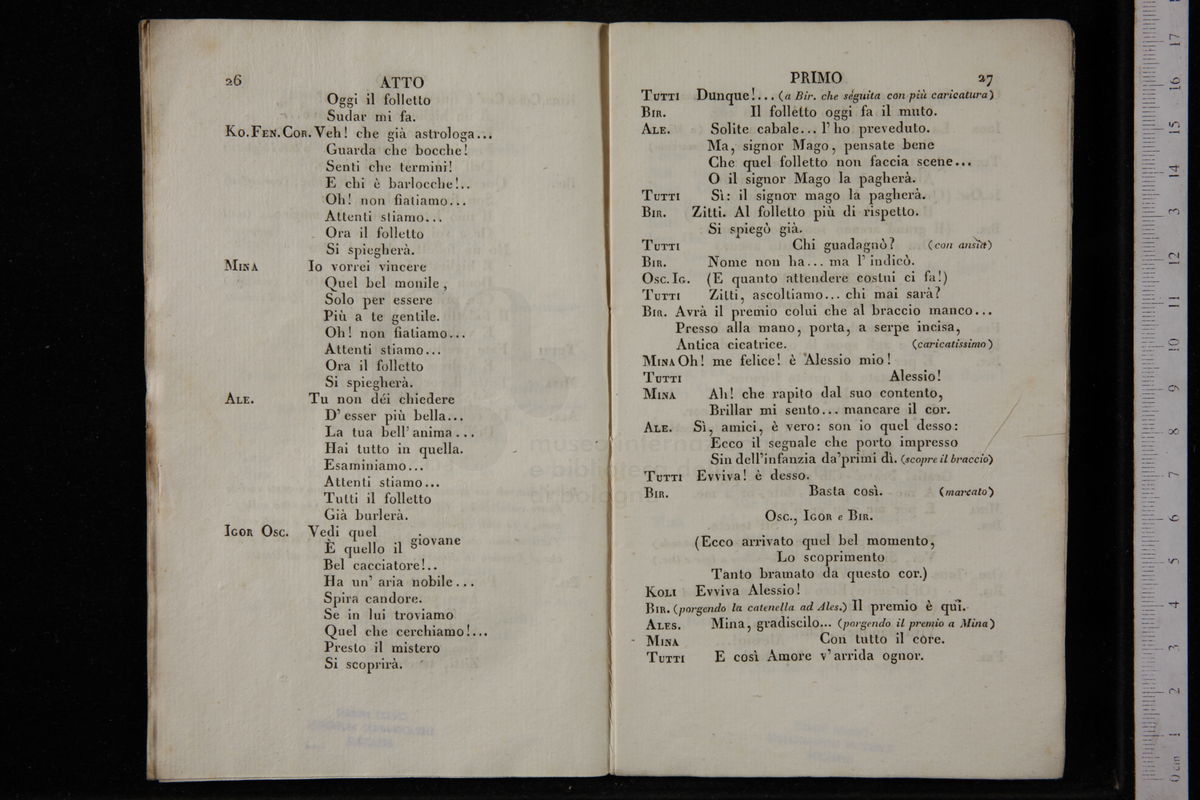 26
ATTO
Oggi il folletto
Sudar mi fa.
Ko.Fen.Cor. Veh! che già astrologa...
Guarda che bocche!
Senti che termini!
E chi è barlocche!..
Oh! non fiatiamo...
Attenti stiamo...
Ora il folletto
Si spiegherà.
Mina Io vorrei vincere
Quel bel monile,
Solo per essere
Più a te gentile.
Oh! non fiatiamo...
Attenti stiamo...
Ora il folletto
Si spiegherà.
Ale. Tu non déi chiedere
D'esser più bella...
La tua bell'anima...
Hai tutto in quella.
Esaminiamo...
Attenti stiamo...
Tutti il folletto
Già burlerà.
Igor Osc. Vedi quel
È quello il giovane
Bel cacciatore!..
Ha un'aria nobile...
Spira candore.
Se in lui troviamo
Quel che cerchiamo!...
Presto il mistero
Si scoprirà.
PRIMO
27
Tutti Dunque!... (a Bir. che séguita con più caricatura)
Bir. Il folletto oggi fa il muto.
Ale. Solite cabale... l'ho preveduto.
Ma, signor Mago, pensate bene
Che quel folletto non faccia scene...
O il signor Mago la pagherà.
Tutti Sì: il signor mago la pagherà.
Bir. Zitti. Al folletto più di rispetto.
Si spiegò già.
Tutti Chi guadagnò? (con ansia)
Bir. Nome non ha... ma l'indicò.
Osc. Ig. (E quanto attendere costui ci fa!)
Tutti Zitti, ascoltiamo... chi mai sarà?
Bir. Avrà il premio colui che al braccio manco...
Presso alla mano, porta, a serpe incisa,
Antica cicatrice. (caricatissimo)
Mina Oh! me felice! è Alessio mio!
Tutti Alessio!
Mina Ah! che rapito dal suo contento,
Brillar mi sento... mancare il cor.
Ale. Sì, amici, è vero: son io quel desso:
Ecco il segnale che porto impresso
Sin dell'infanzia da'primi dì. (scopre il braccio)
Tutti Evviva! è desso.
Bir. Basta così. (marcato)
Osc., Igor e Bir.
(Ecco arrivato quel bel momento,
Lo scoprimento
Tanto bramato da questo cor.)
Koli Evviva Alessio!
Bir. (porgendo la catenella ad Ales.) Il premio è quì.
Ales. Mina, gradiscilo... (porgendo il premio a Mina)
Mina Con tutto il core.
Tutti E così Amore v'arrida ognor.